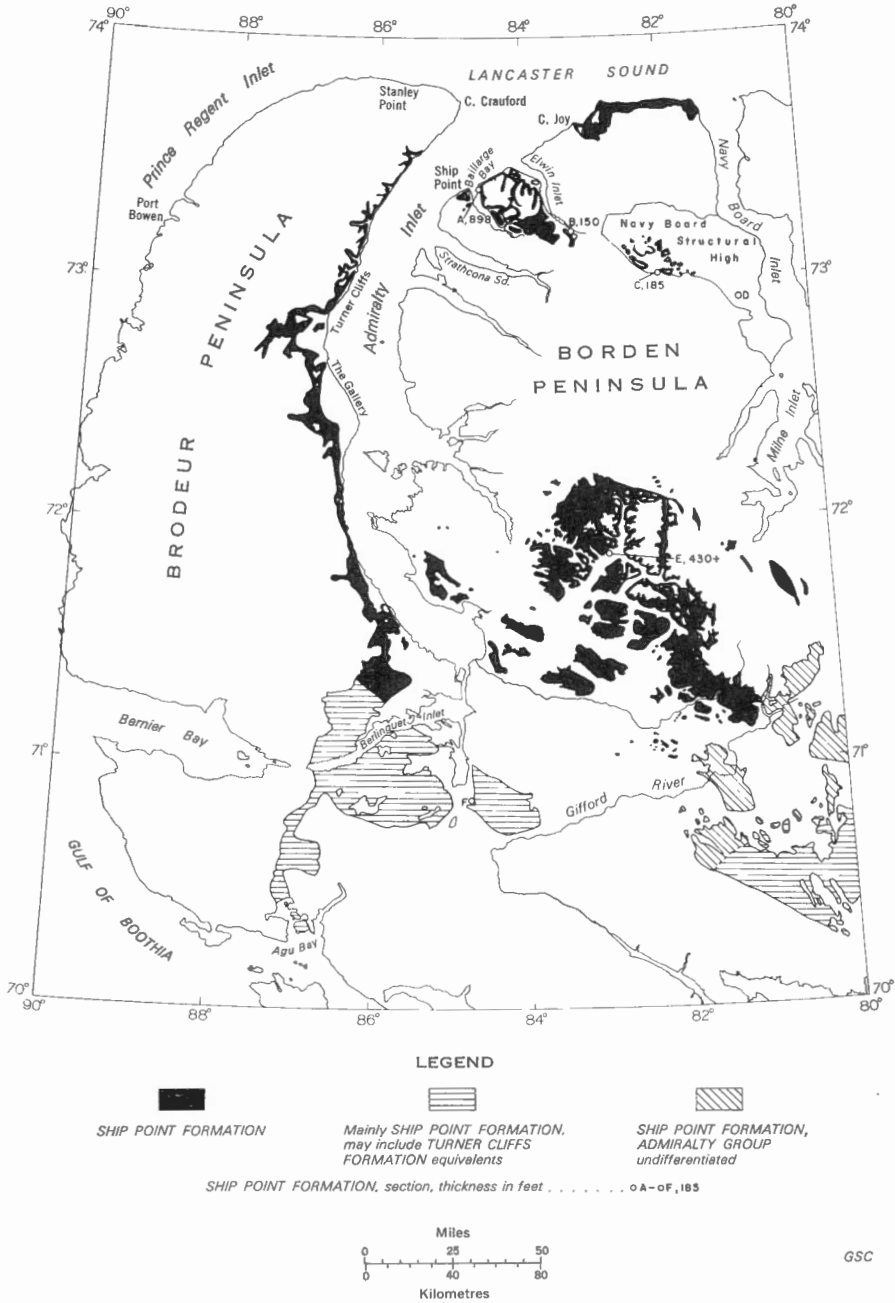 90°
88°
86°
84°
82°
80°
74°
74°
LANCASTER SOUND
Stanley
Point
C. Crauford
C. Joy
Prince Regent Inlet
Port
Bowen
Ship
Point
Baillarge
Bay
Elwin Inlet
Navy
Board
Inlet
A, 898
B, 150
Navy Board
Structural
High
Inlet
Admiralty
73°
73°
Strathcona Sd.
C, 185
OD
Turner Cliffs
The Gallery
BRODEUR
PENINSULA
BORDEN
PENINSULA
Milne Inlet
72°
72°
E, 430+
Bernier Bay
Berlinguet Inlet
71°
71°
Gifford River
FO
GULF OF BOOTHIA
Agu Bay
70°
70°
90°
88°
86°
84°
82°
80°
LEGEND
SHIP POINT FORMATION
Mainly SHIP POINT FORMATION,
may include TURNER CLIFFS
FORMATION equivalents
SHIP POINT FORMATION,
ADMIRALTY GROUP
undifferentiated
SHIP POINT FORMATION, section, thickness in feet . . . . . . . OA-OF, 185
Miles
0 25 50
0 40 80
Kilometres
GSC